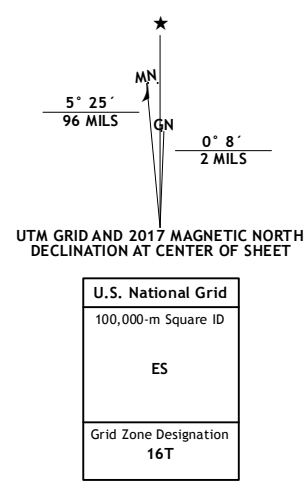 M.N.
5° 25´
96 MILS
GN
0° 8´
2 MILS
UTM GRID AND 2017 MAGNETIC NORTH
DECLINATION AT CENTER OF SHEET
U.S. National Grid
100,000-m Square ID
ES
Grid Zone Designation
16T